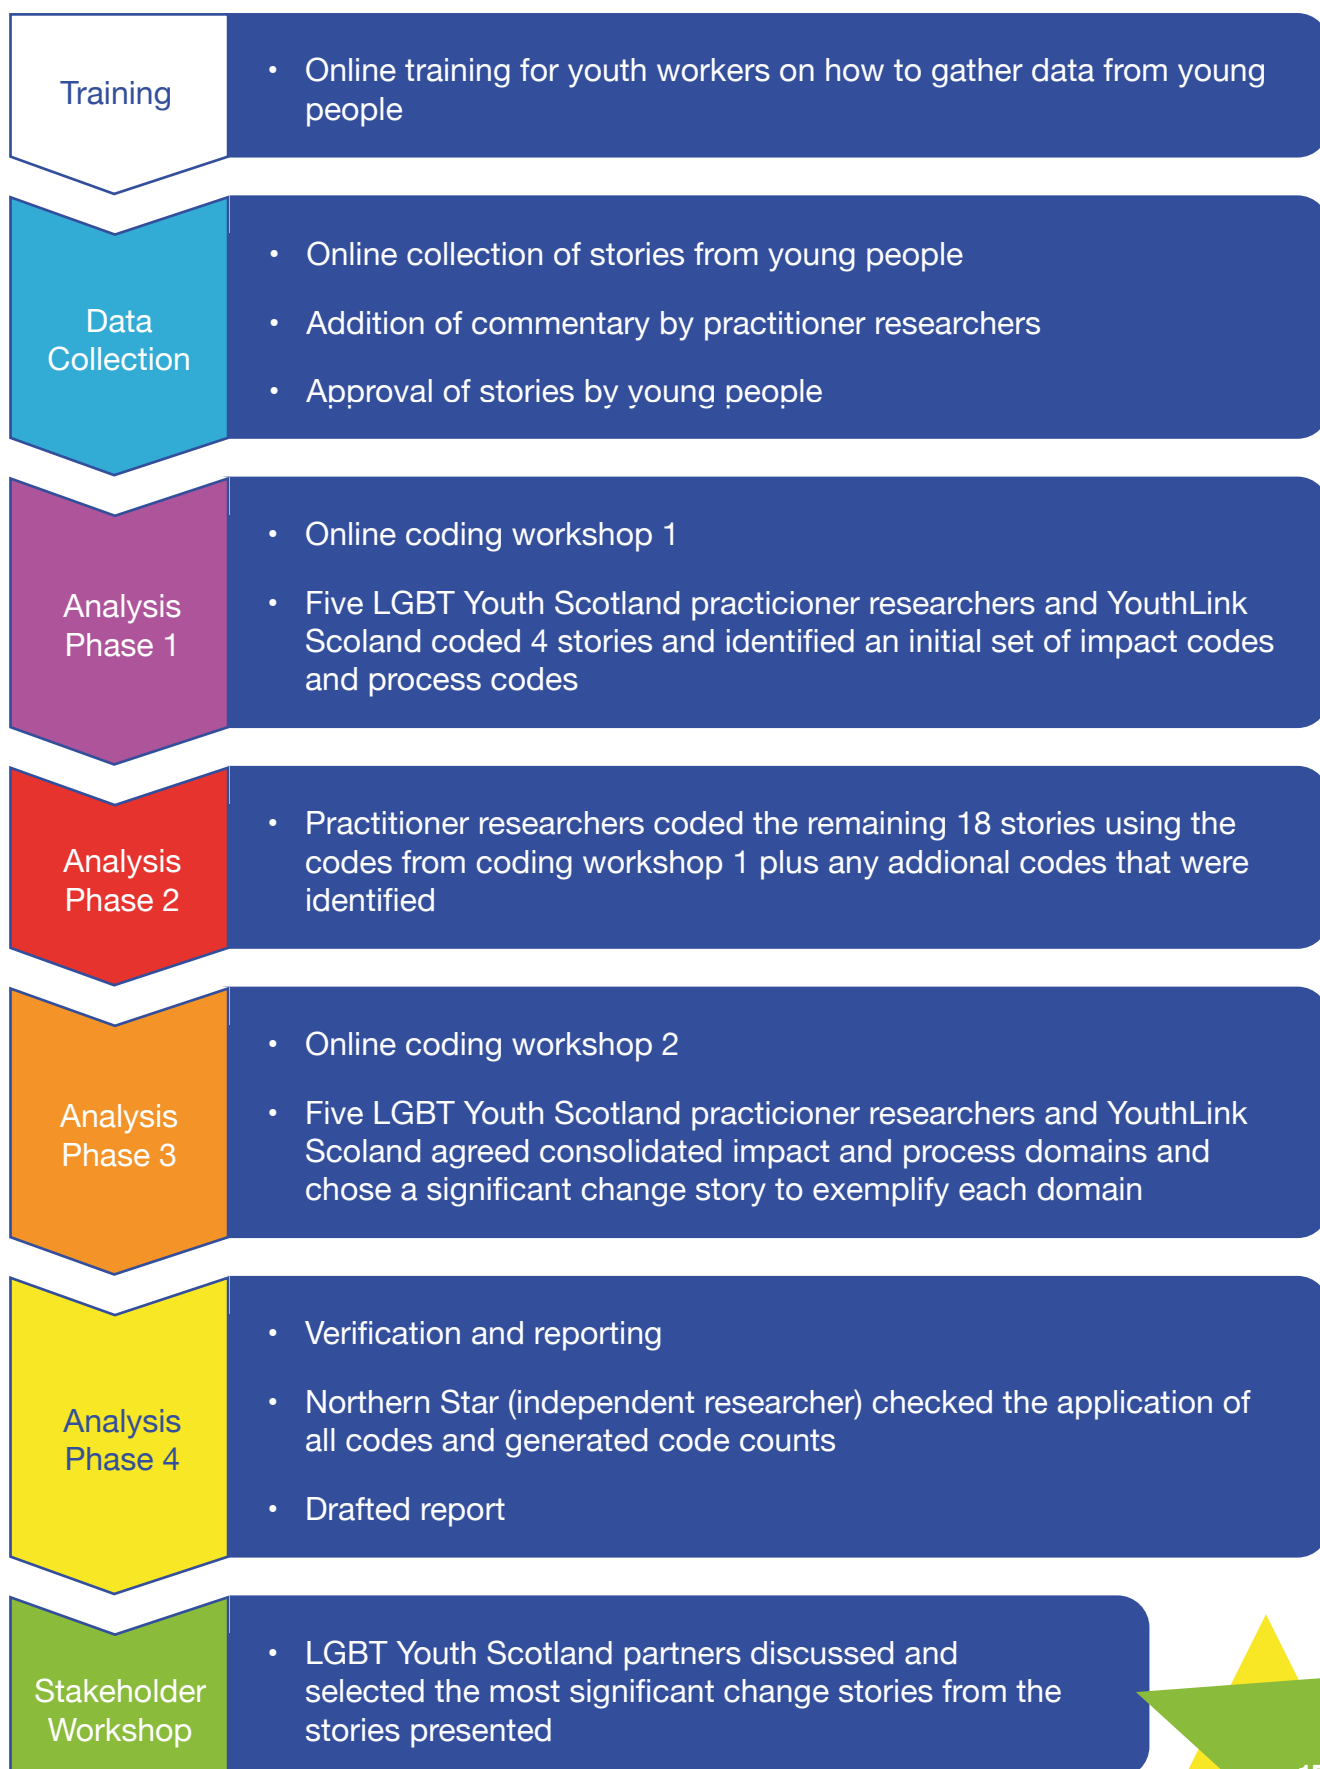 Training
• Online training for youth workers on how to gather data from young
people
Data
Collection
• Online collection of stories from young people
• Addition of commentary by practitioner researchers
• Approval of stories by young people
Analysis
Phase 1
• Online coding workshop 1
• Five LGBT Youth Scotland practicioner researchers and YouthLink
Scoland coded 4 stories and identified an initial set of impact codes
and process codes
Analysis
Phase 2
• Practitioner researchers coded the remaining 18 stories using the
codes from coding workshop 1 plus any addional codes that were
identified
Analysis
Phase 3
• Online coding workshop 2
• Five LGBT Youth Scotland practicioner researchers and YouthLink
Scoland agreed consolidated impact and process domains and
chose a significant change story to exemplify each domain
Analysis
Phase 4
• Verification and reporting
• Northern Star (independent researcher) checked the application of
all codes and generated code counts
• Drafted report
Stakeholder
Workshop
• LGBT Youth Scotland partners discussed and
selected the most significant change stories from the
stories presented